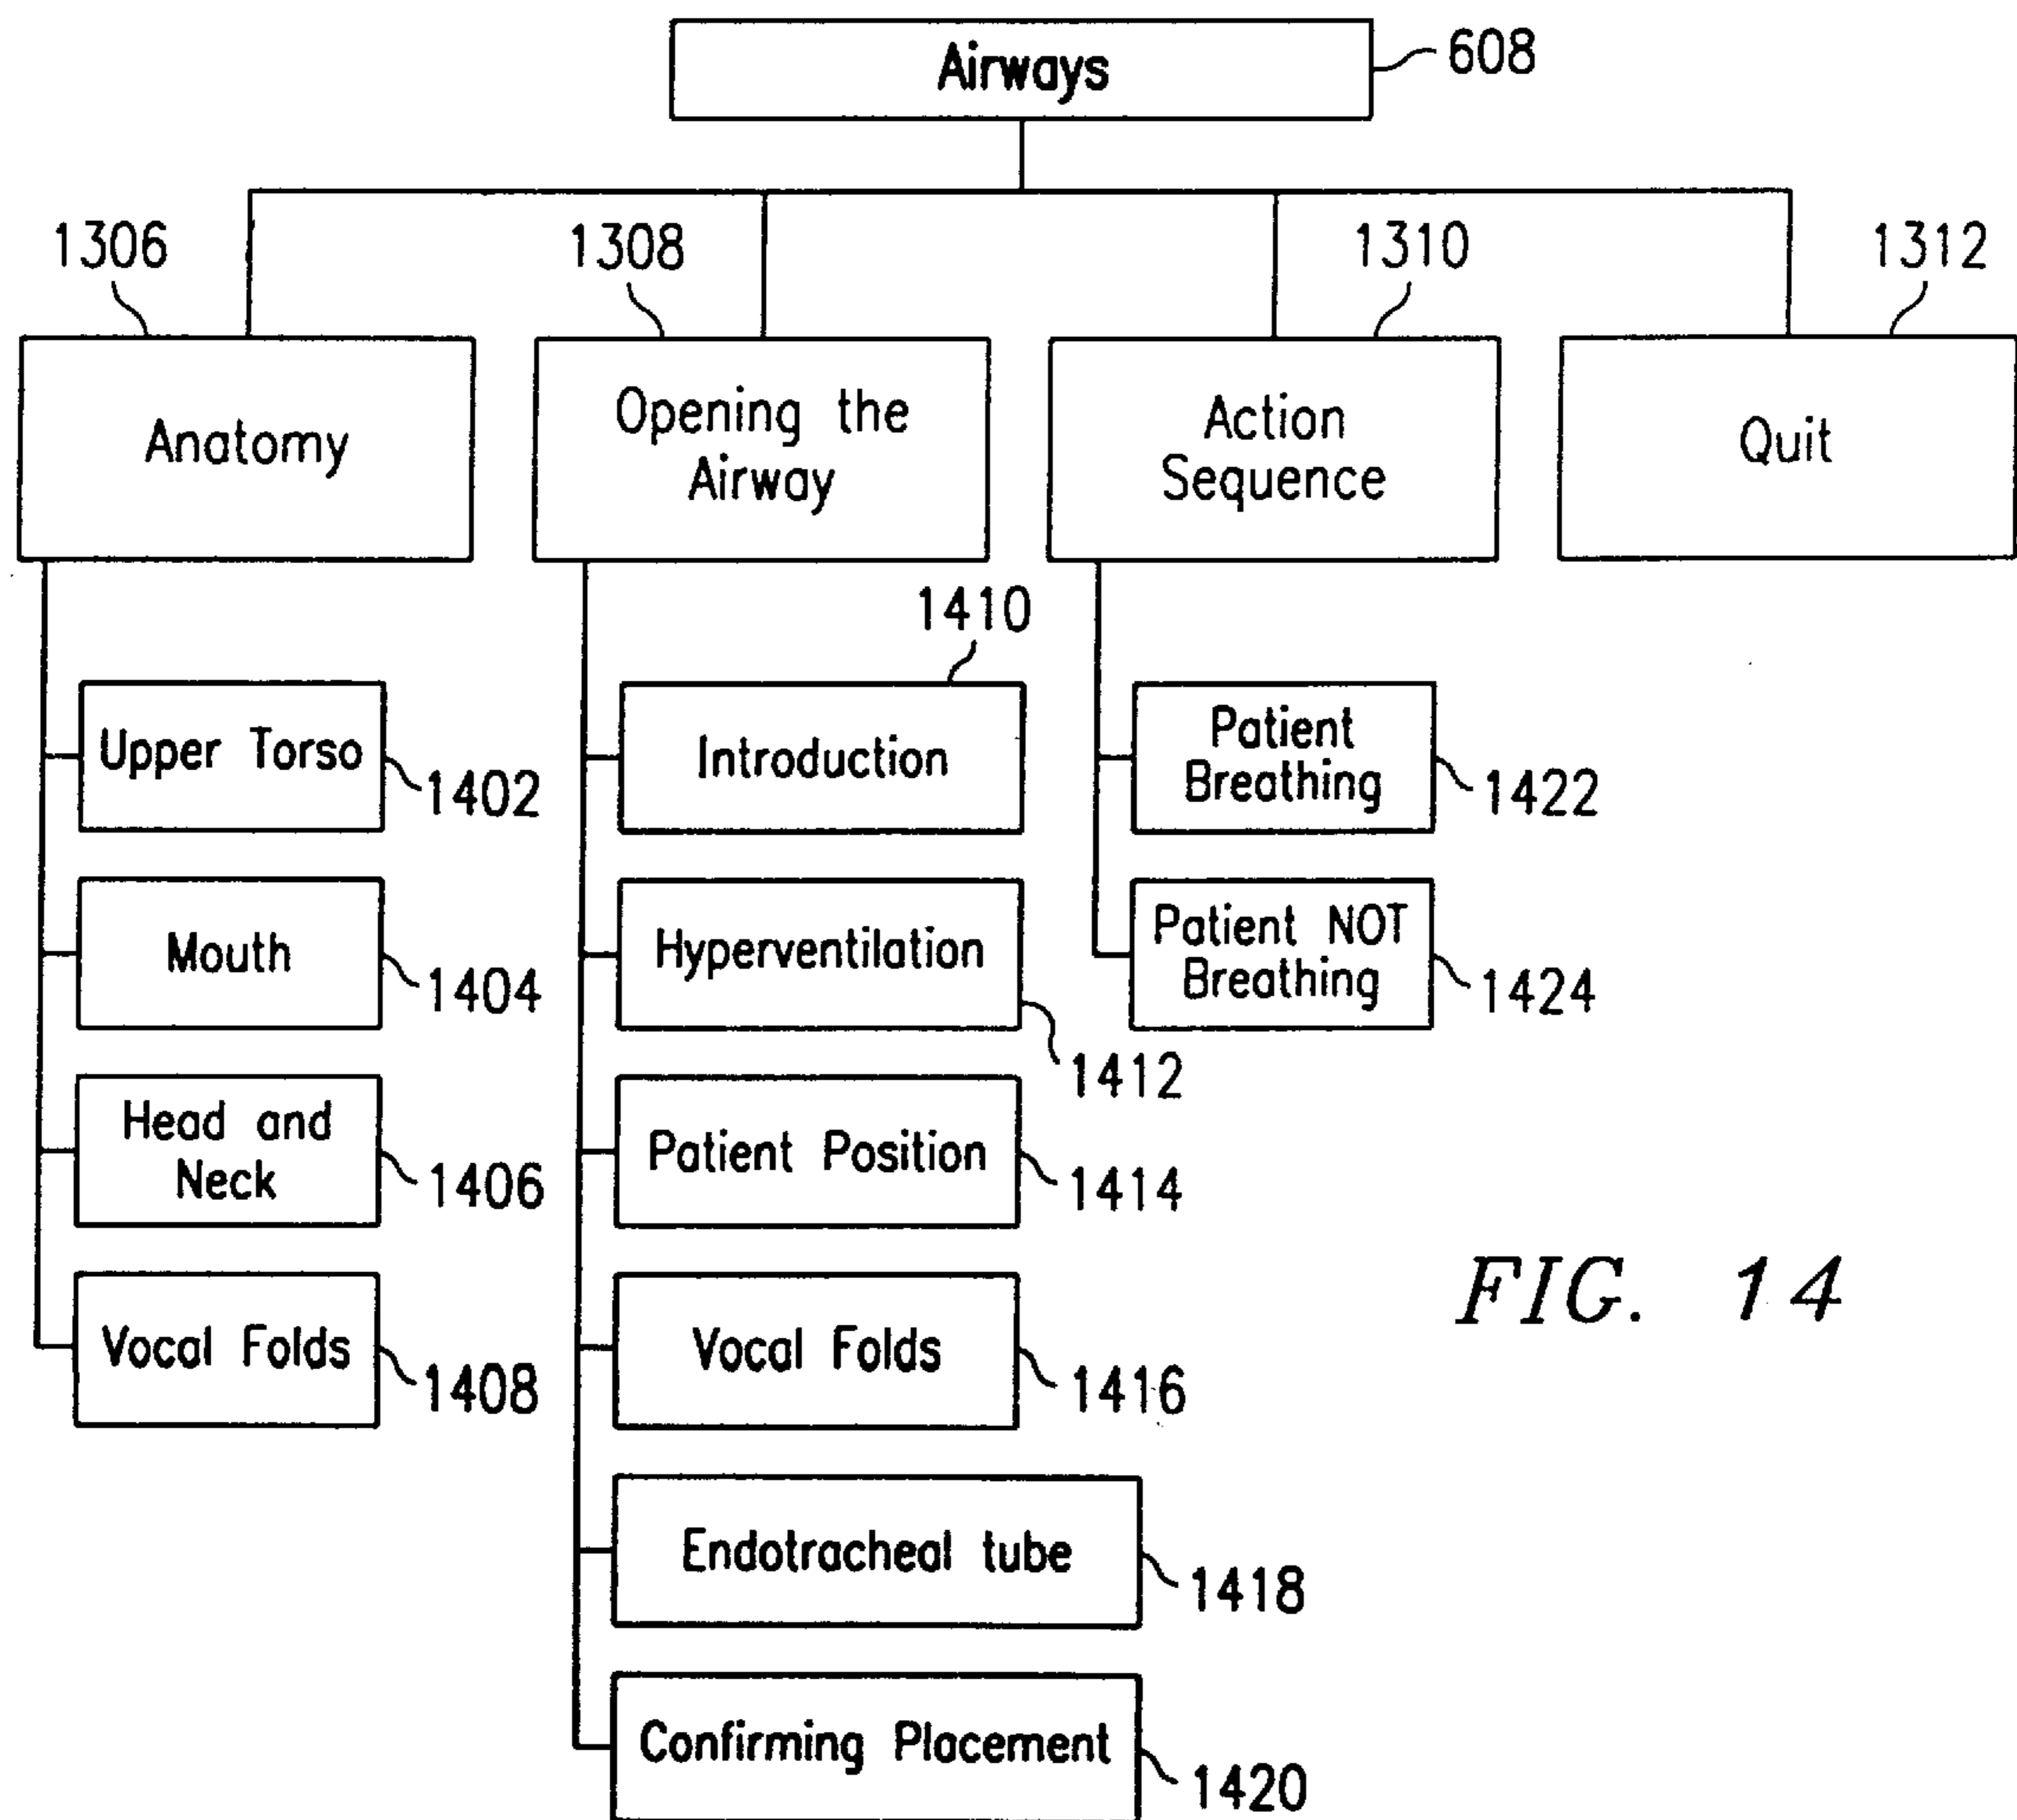 Airways
608
1306
1308
1310
1312
Anatomy
Opening the
Airway
Action
Sequence
Quit
1410
Upper Torso
1402
Mouth
1404
Head and
Neck
1406
Vocal Folds
1408
Introduction
Hyperventilation
1412
Patient Position
1414
Vocal Folds
1416
Endotracheal tube
1418
Confirming Placement
1420
Patient
Breathing
1422
Patient NOT
Breathing
1424
FIG. 14